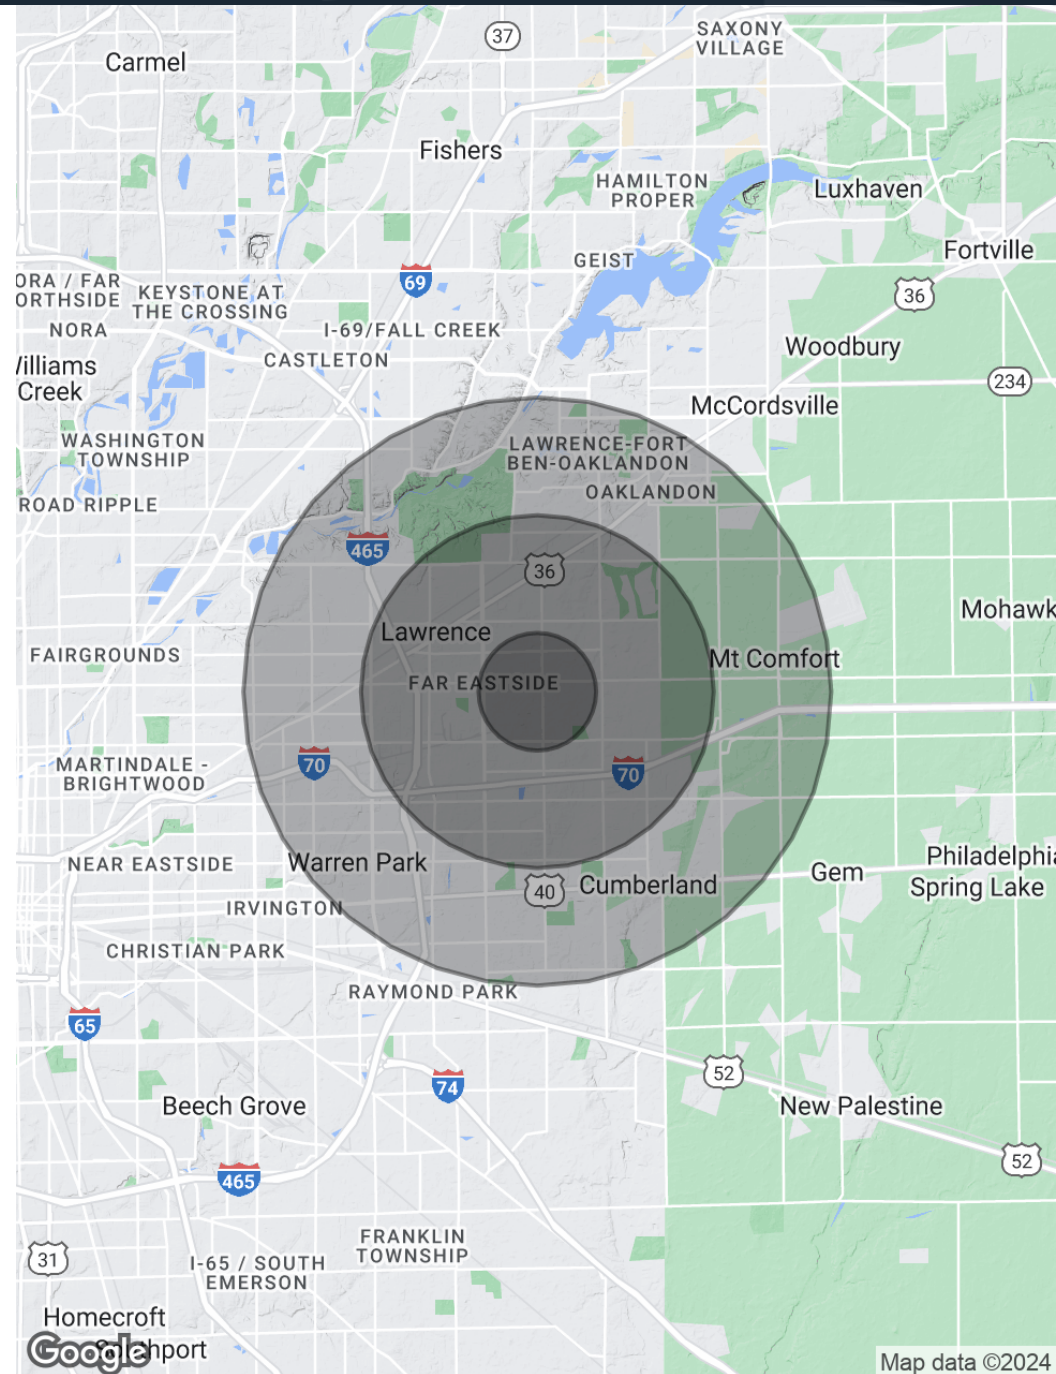 37
SAXONY
VILLAGE
Carmel
Fishers
HAMILTON
PROPER
Luxhaven
Fortville
GEIST
69
ORA / FAR
ORTHSIDE
KEYSTONE AT
THE CROSSING
36
NORA
I-69/FALL CREEK
CASTLETON
Woodbury
Williams
Creek
234
McCordsville
WASHINGTON
TOWNSHIP
LAWRENCE-FORT
BEN-OAKLANDON
OAKLANDON
ROAD RIPPLE
465
36
Mohawk
Lawrence
FAIRGROUNDS
Mt Comfort
FAR EASTSIDE
MARTINDALE -
BRIGHTWOOD
70
70
NEAR EASTSIDE
Warren Park
Philadelphia
Gem
Cumberland
40
Spring Lake
IRVINGTON
CHRISTIAN PARK
RAYMOND PARK
65
52
74
Beech Grove
New Palestine
52
465
FRANKLIN
TOWNSHIP
31
I-65 / SOUTH
EMERSON
Homecroft
Southport
Google
Map data ©2024